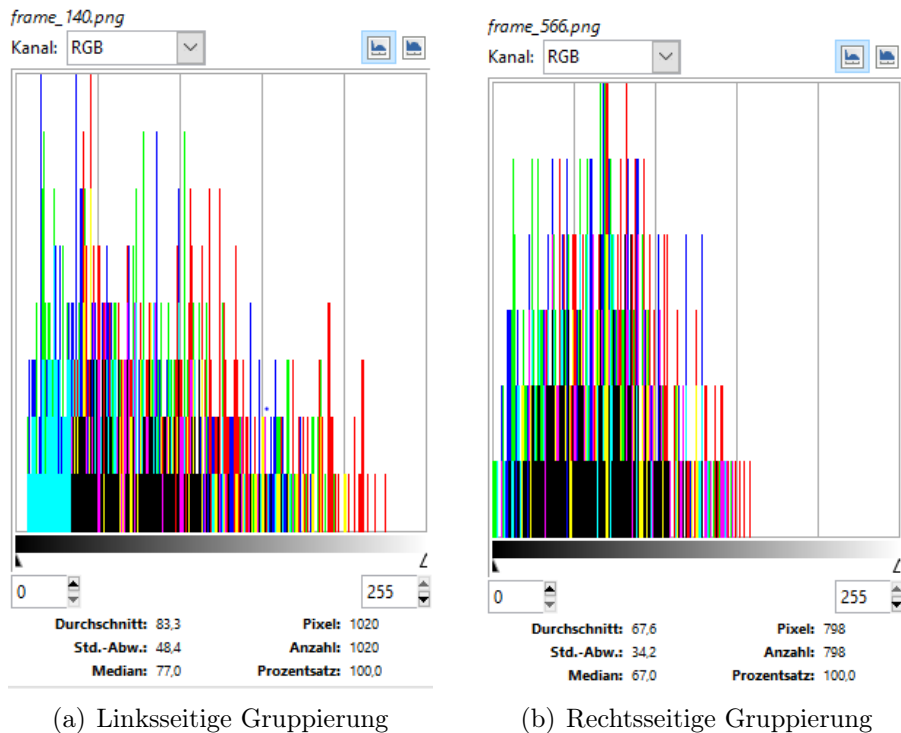 frame_140.png
Kanal: RGB
0 255
Durchschnitt: 83,3 Pixel: 1020
Std.-Abw.: 48,4 Anzahl: 1020
Median: 77,0 Prozentsatz: 100,0
(a) Linksseitige Gruppierung
frame_566.png
Kanal: RGB
0 255
Durchschnitt: 67,6 Pixel: 798
Std.-Abw.: 34,2 Anzahl: 798
Median: 67,0 Prozentsatz: 100,0
(b) Rechtsseitige Gruppierung